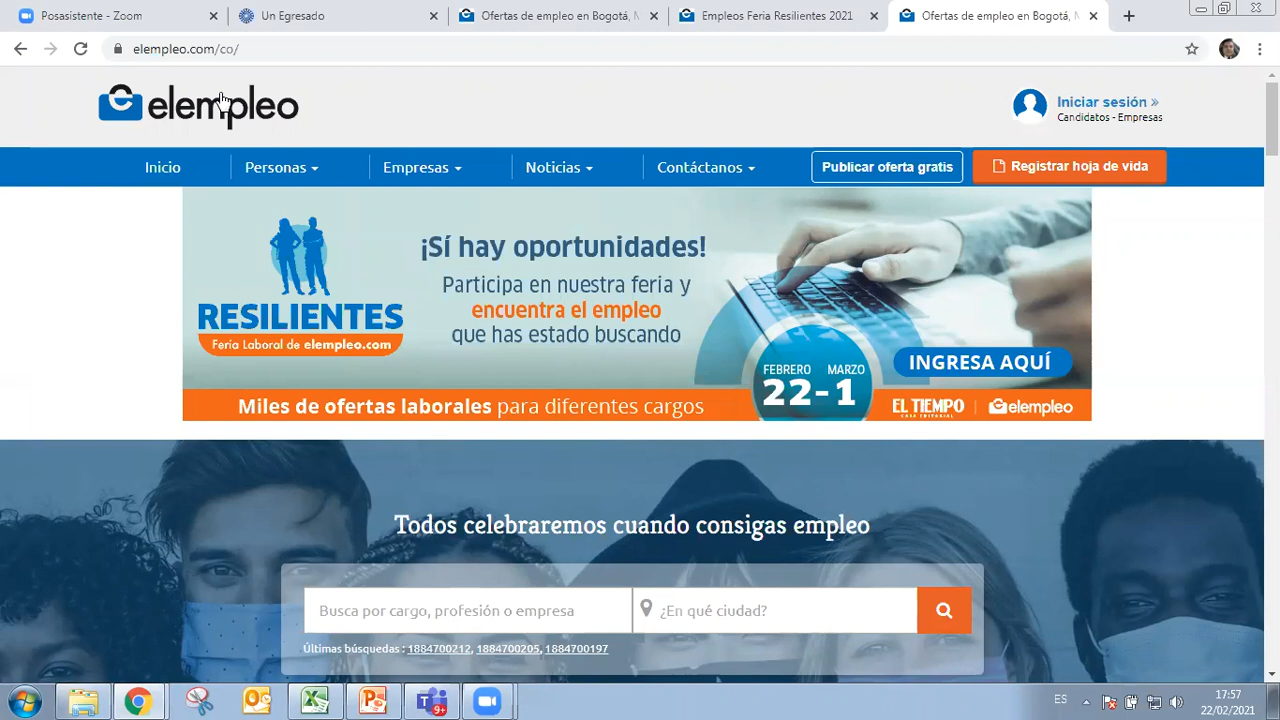 Posasistente - Zoom
Un Egresado
Ofertas de empleo en Bogotá, M
Empleos Feria Resilientes 2021
Ofertas de empleo en Bogotá, M
elempleo.com/co/
elempleo
Iniciar sesión »
Candidatos - Empresas
Inicio
Personas
Empresas
Noticias
Contáctanos
Publicar oferta gratis
Registrar hoja de vida
RESILIENTES
Feria Laboral de elempleo.com
¡Sí hay oportunidades!
Participa en nuestra feria y
encuentra el empleo
que has estado buscando
FEBRERO MARZO
22-1
INGRESA AQUÍ
Miles de ofertas laborales para diferentes cargos
EL TIEMPO
CASA EDITORIAL
elempleo
Todos celebraremos cuando consigas empleo
Busca por cargo, profesión o empresa
¿En qué ciudad?
Últimas búsquedas : 1884700212, 1884700205, 1884700197
9+
ES
17:57
22/02/2021